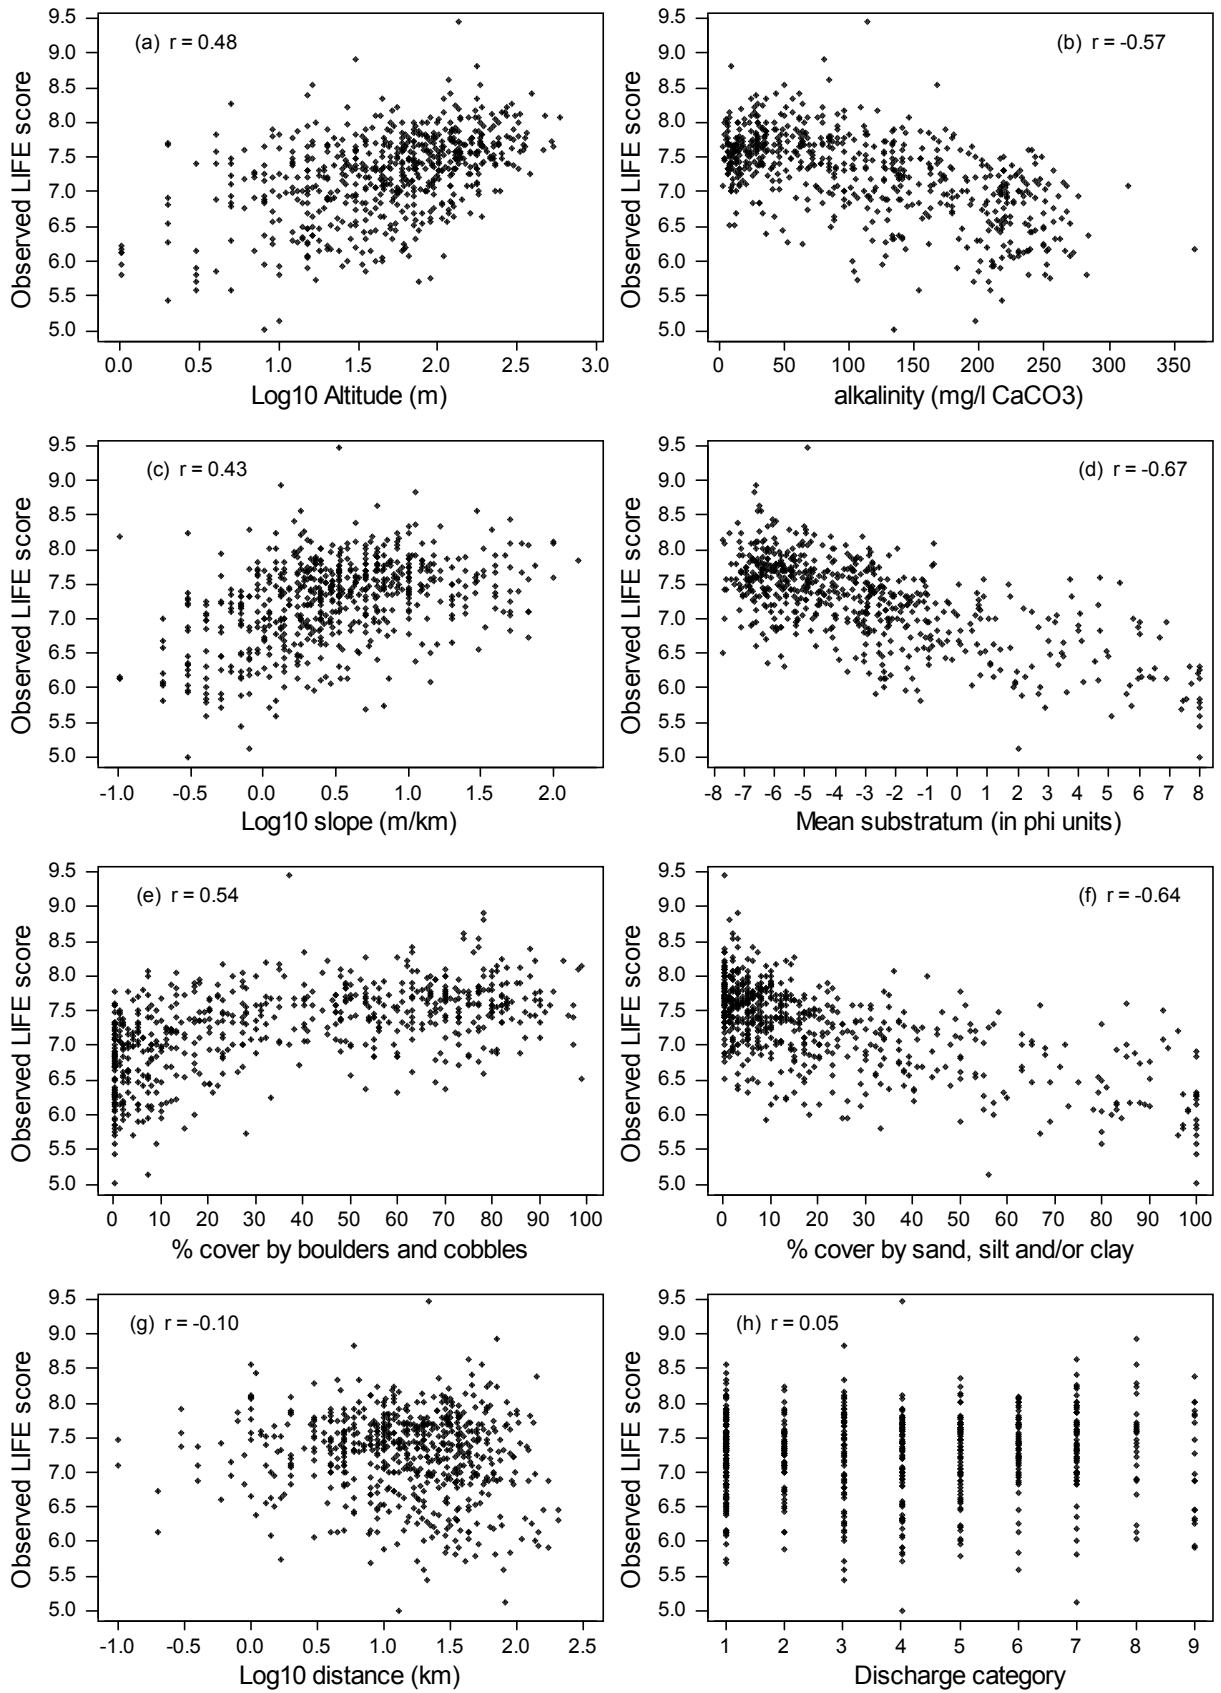 (a) r = 0.48
Observed LIFE score
9.5
9.0
8.5
8.0
7.5
7.0
6.5
6.0
5.5
5.0
0.0 0.5 1.0 1.5 2.0 2.5 3.0
Log10 Altitude (m)
(b) r = -0.57
Observed LIFE score
9.5
9.0
8.5
8.0
7.5
7.0
6.5
6.0
5.5
5.0
0 50 100 150 200 250 300 350
alkalinity (mg/l CaCO3)
(c) r = 0.43
Observed LIFE score
9.5
9.0
8.5
8.0
7.5
7.0
6.5
6.0
5.5
5.0
-1.0 -0.5 0.0 0.5 1.0 1.5 2.0
Log10 slope (m/km)
(d) r = -0.67
Observed LIFE score
9.5
9.0
8.5
8.0
7.5
7.0
6.5
6.0
5.5
5.0
-8 -7 -6 -5 -4 -3 -2 -1 0 1 2 3 4 5 6 7 8
Mean substratum (in phi units)
(e) r = 0.54
Observed LIFE score
9.5
9.0
8.5
8.0
7.5
7.0
6.5
6.0
5.5
5.0
0 10 20 30 40 50 60 70 80 90 100
% cover by boulders and cobbles
(f) r = -0.64
Observed LIFE score
9.5
9.0
8.5
8.0
7.5
7.0
6.5
6.0
5.5
5.0
0 10 20 30 40 50 60 70 80 90 100
% cover by sand, silt and/or clay
(g) r = -0.10
Observed LIFE score
9.5
9.0
8.5
8.0
7.5
7.0
6.5
6.0
5.5
5.0
-1.0 -0.5 0.0 0.5 1.0 1.5 2.0 2.5
Log10 distance (km)
(h) r = 0.05
Observed LIFE score
9.5
9.0
8.5
8.0
7.5
7.0
6.5
6.0
5.5
5.0
1 2 3 4 5 6 7 8 9
Discharge category